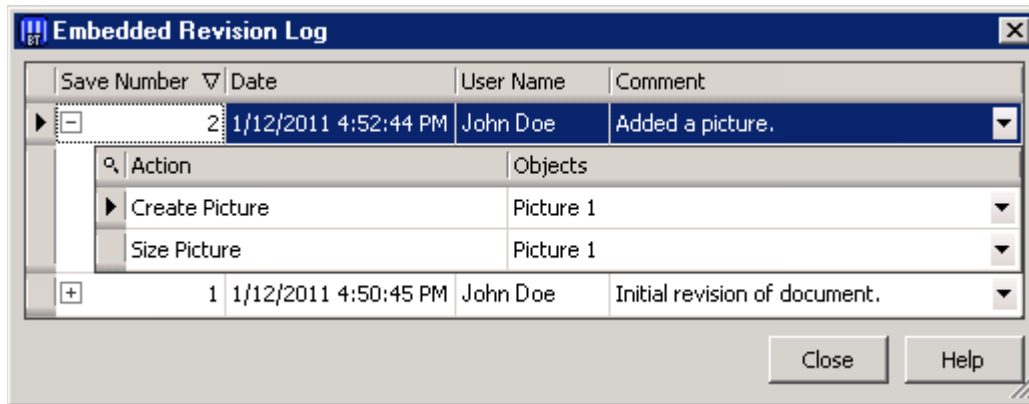 BT Embedded Revision Log
Save Number Date User Name Comment
2 1/12/2011 4:52:44 PM John Doe Added a picture.
Action Objects
Create Picture Picture 1
Size Picture Picture 1
1 1/12/2011 4:50:45 PM John Doe Initial revision of document.
Close Help